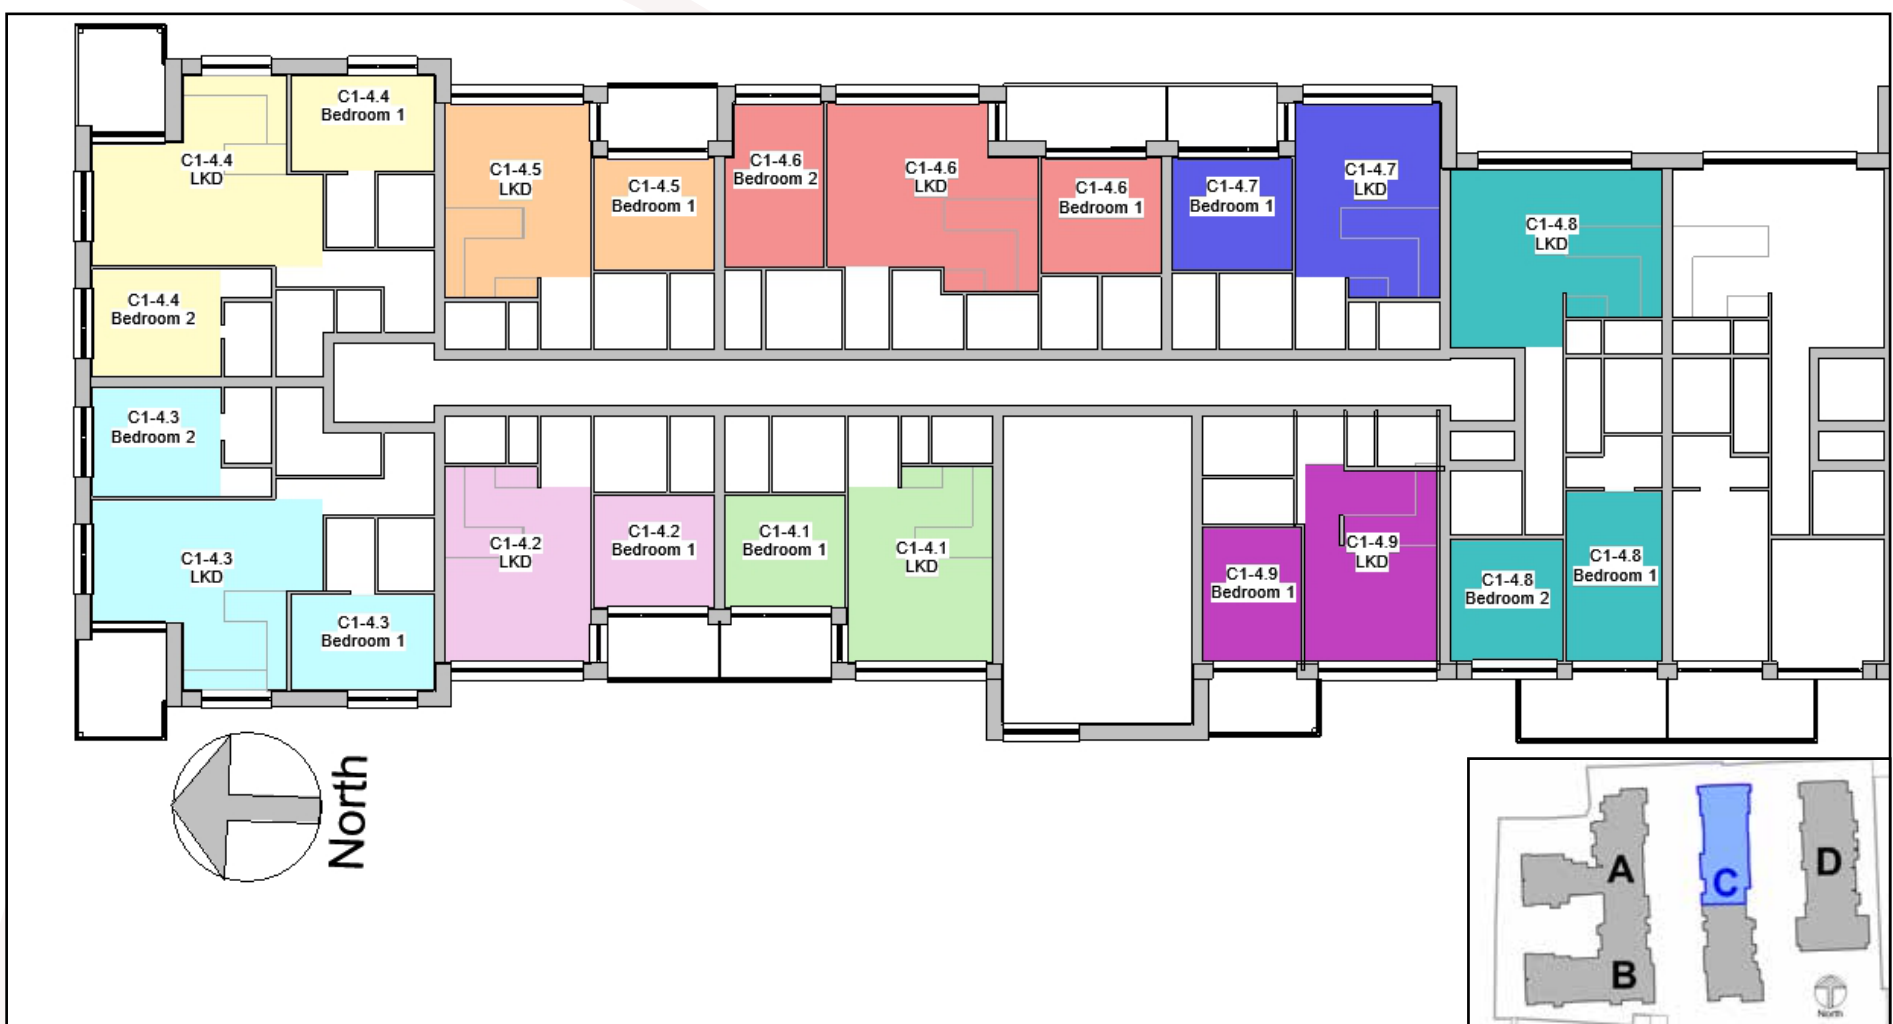 C1-4.4
Bedroom 1
C1-4.4
LKD
C1-4.5
LKD
C1-4.5
Bedroom 1
C1-4.6
Bedroom 2
C1-4.6
LKD
C1-4.6
Bedroom 1
C1-4.7
Bedroom 1
C1-4.7
LKD
C1-4.8
LKD
C1-4.4
Bedroom 2
C1-4.3
Bedroom 2
C1-4.3
LKD
C1-4.3
Bedroom 1
C1-4.2
LKD
C1-4.2
Bedroom 1
C1-4.1
Bedroom 1
C1-4.1
LKD
C1-4.9
Bedroom 1
C1-4.9
LKD
C1-4.8
Bedroom 2
C1-4.8
Bedroom 1
North
A
B
C
D
North